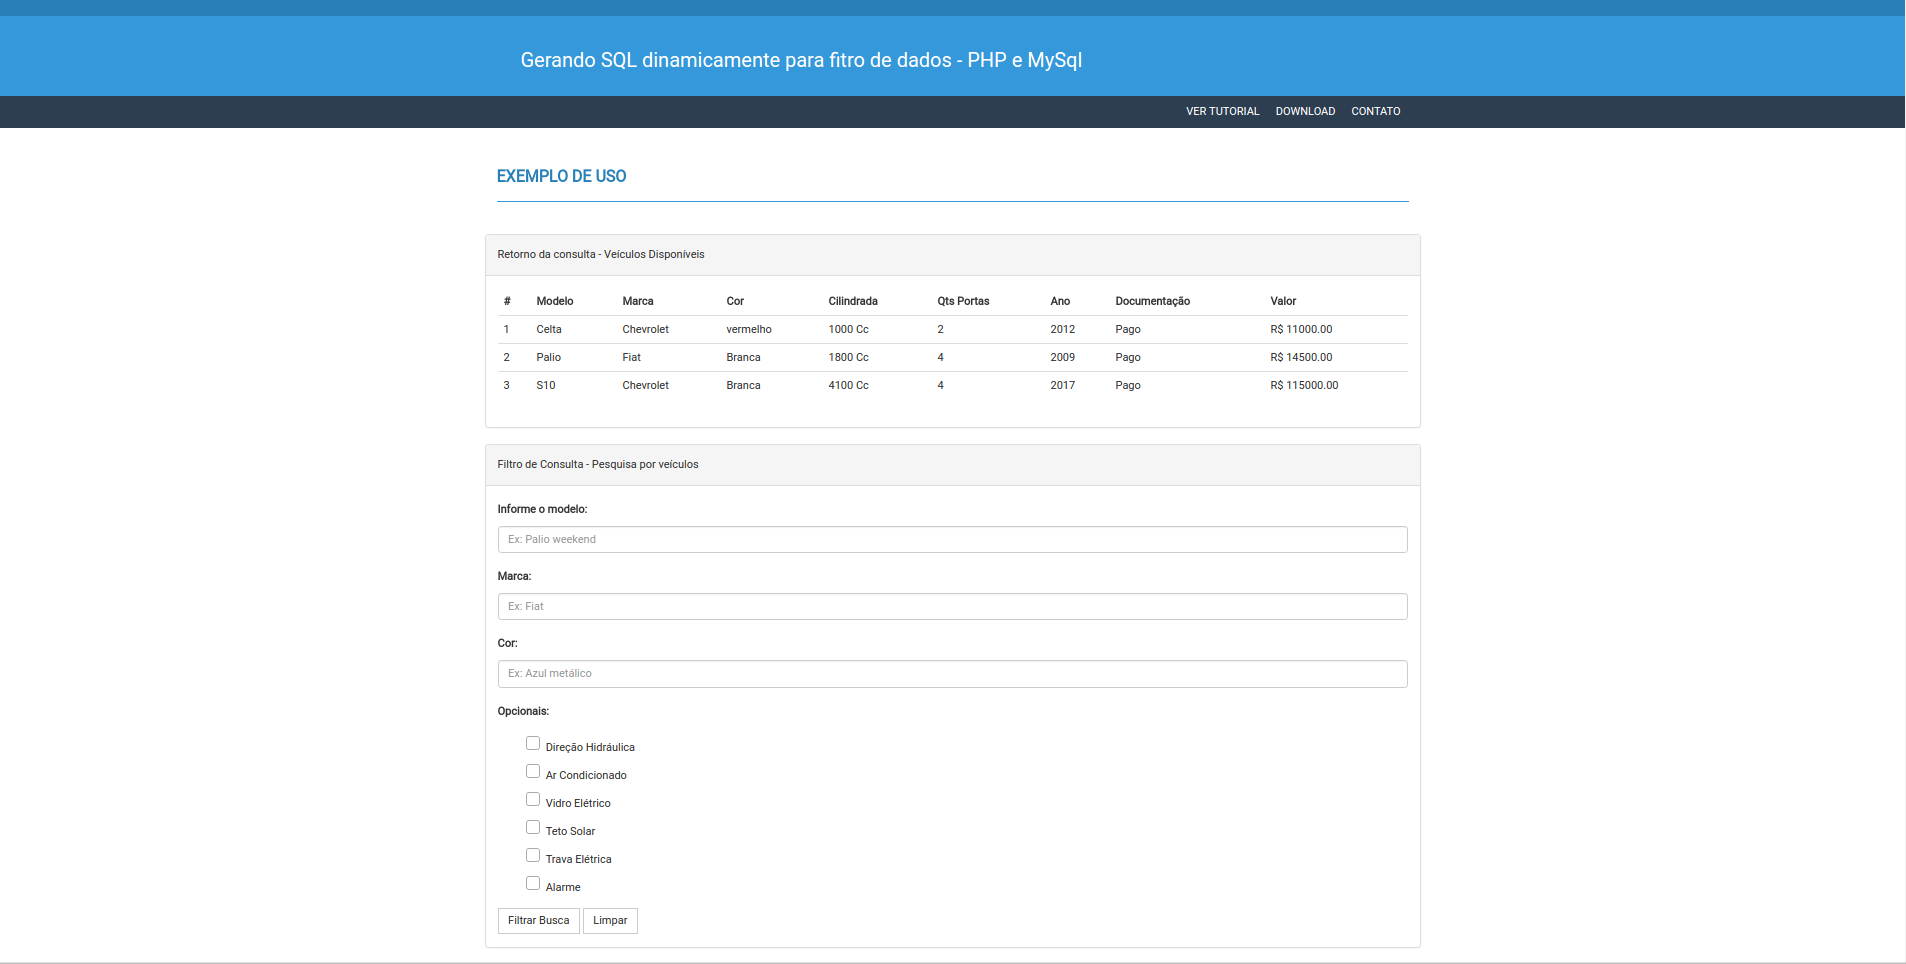 Gerando SQL dinamicamente para fitro de dados - PHP e MySql
VER TUTORIAL DOWNLOAD CONTATO
EXEMPLO DE USO
Retorno da consulta - Veículos Disponíveis
# Modelo Marca Cor Cilindrada Qts Portas Ano Documentação Valor
1 Celta Chevrolet vermelho 1000 Cc 2 2012 Pago R$ 11000.00
2 Palio Fiat Branca 1800 Cc 4 2009 Pago R$ 14500.00
3 S10 Chevrolet Branca 4100 Cc 4 2017 Pago R$ 115000.00
Filtro de Consulta - Pesquisa por veículos
Informe o modelo:
Ex: Palio weekend
Marca:
Ex: Fiat
Cor:
Ex: Azul metálico
Opcionais:
Direção Hidráulica
Ar Condicionado
Vidro Elétrico
Teto Solar
Trava Elétrica
Alarme
Filtrar Busca Limpar